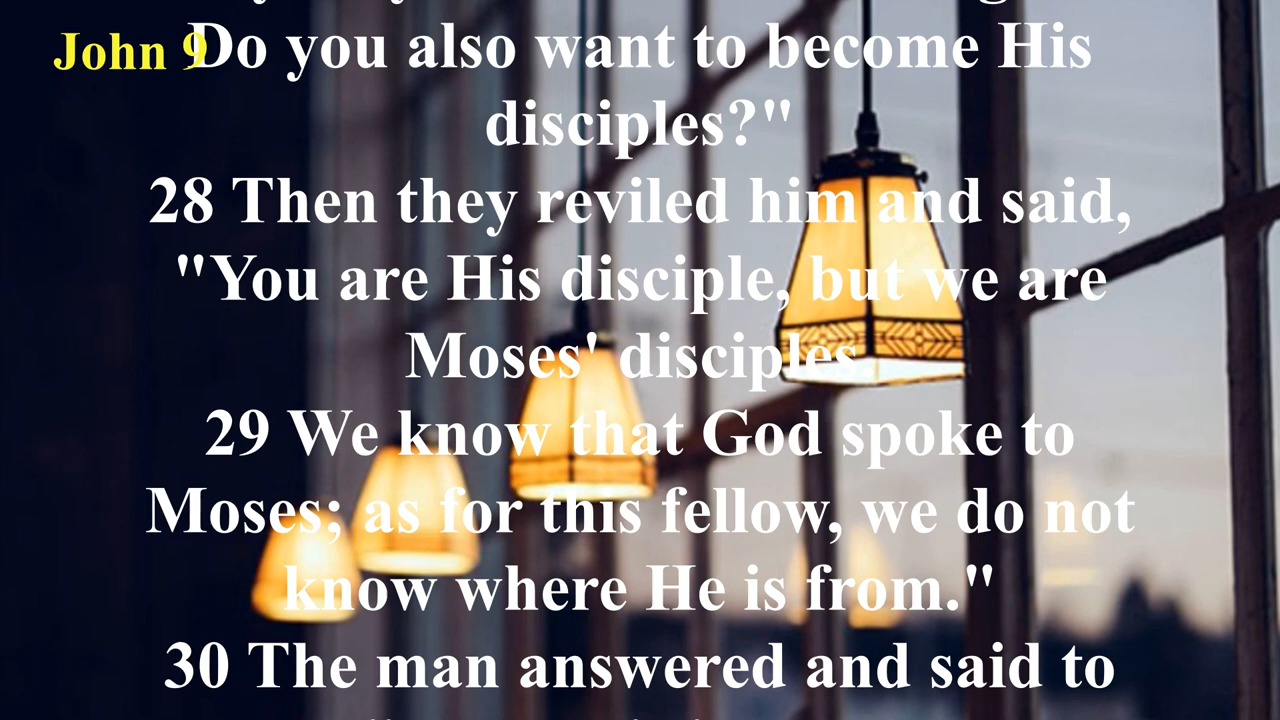 John 9
Do you also want to become His
disciples?"
28 Then they reviled him and said,
"You are His disciple, but we are
Moses' disciples.
29 We know that God spoke to
Moses; as for this fellow, we do not
know where He is from."
30 The man answered and said to